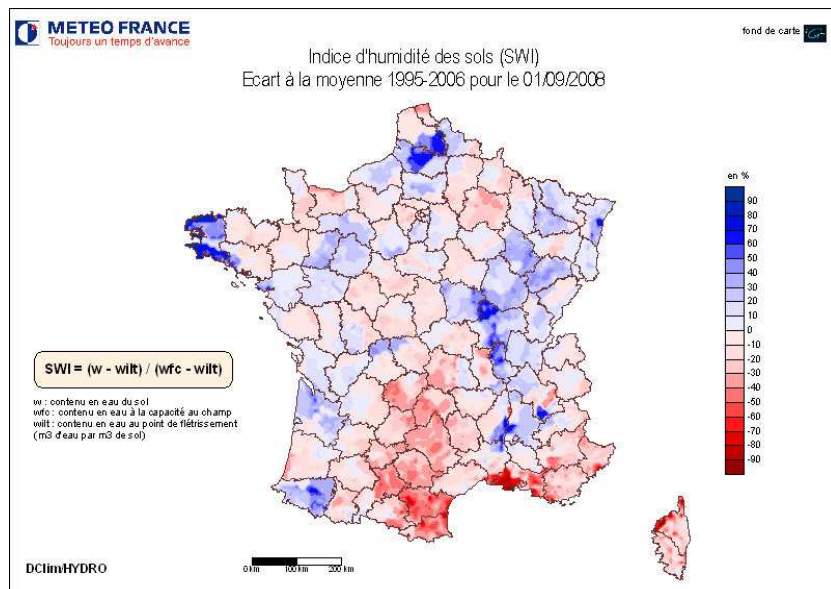 METEO FRANCE
Toujours un temps d'avance
fond de carte
Indice d'humidité des sols (SWI)
Ecart à la moyenne 1995-2006 pour le 01/09/2008
en %
90
80
70
60
50
40
30
20
10
0
-10
-20
-30
-40
-50
-60
-70
-80
-90
SWI = (w - wilt) / (wfc - wilt)
w : contenu en eau du sol
wfc : contenu en eau à la capacité au champ
wilt : contenu en eau au point de flétrissement
(m3 d'eau par m3 de sol)
0 km 100 km 200 km
DClim/HYDRO